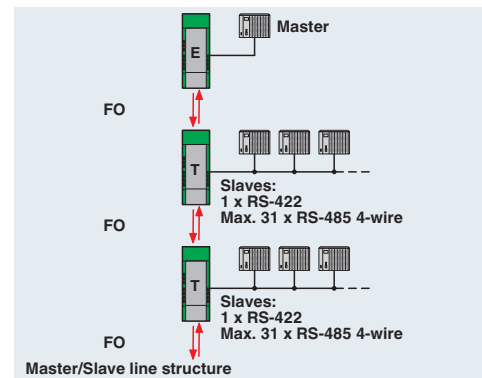 Master
E
FO
T
Slaves:
1 x RS-422
Max. 31 x RS-485 4-wire
FO
T
Slaves:
1 x RS-422
Max. 31 x RS-485 4-wire
FO
Master/Slave line structure